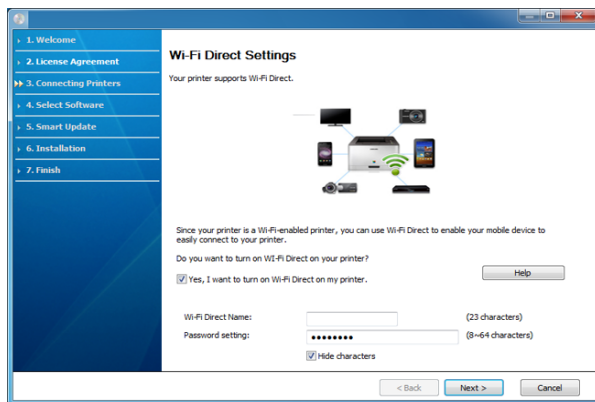 1. Welcome
2. License Agreement
3. Connecting Printers
4. Select Software
5. Smart Update
6. Installation
7. Finish
Wi-Fi Direct Settings
Your printer supports Wi-Fi Direct.
Since your printer is a Wi-Fi-enabled printer, you can use Wi-Fi Direct to enable your mobile device to
easily connect to your printer.
Do you want to turn on WI-Fi Direct on your printer?
Yes, I want to turn on Wi-Fi Direct on my printer.
Help
Wi-Fi Direct Name:
(23 characters)
Password setting:
●●●●●●●●
(8~64 characters)
Hide characters
< Back
Next >
Cancel